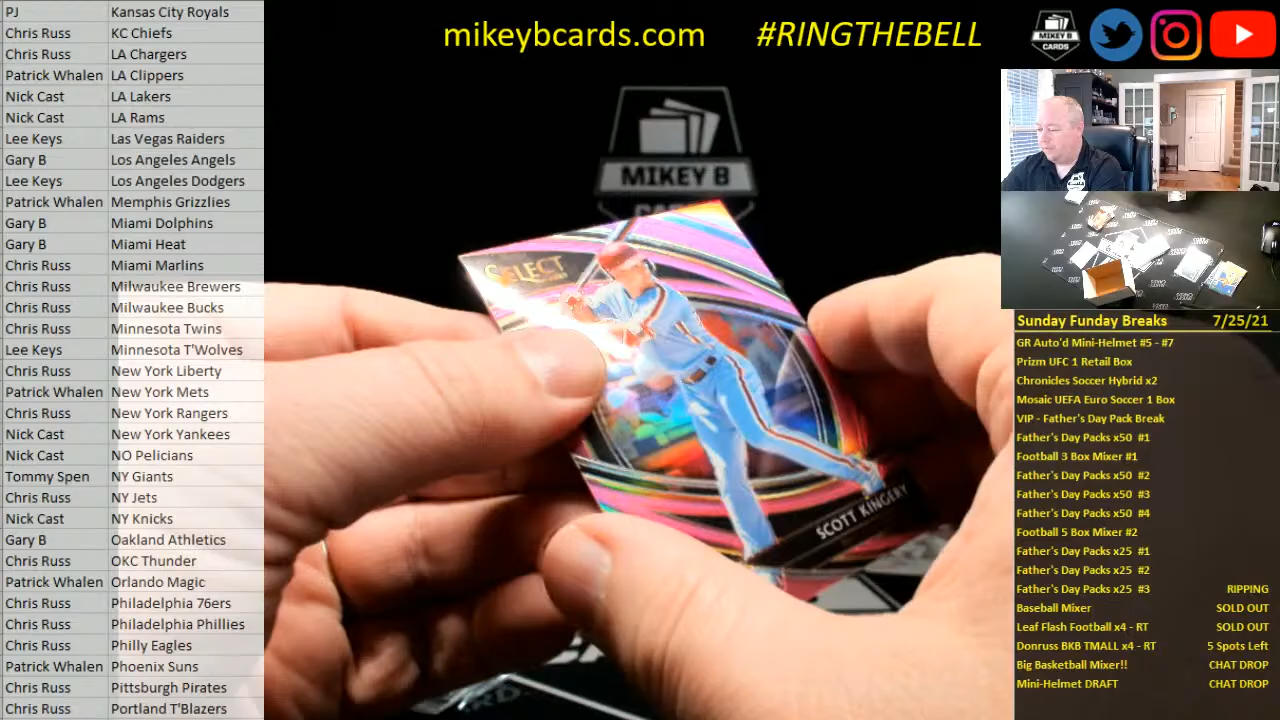 PJ Kansas City Royals
Chris Russ KC Chiefs
Chris Russ LA Chargers
Patrick Whalen LA Clippers
Nick Cast LA Lakers
Nick Cast LA Rams
Lee Keys Las Vegas Raiders
Gary B Los Angeles Angels
Lee Keys Los Angeles Dodgers
Patrick Whalen Memphis Grizzlies
Gary B Miami Dolphins
Gary B Miami Heat
Chris Russ Miami Marlins
Chris Russ Milwaukee Brewers
Chris Russ Milwaukee Bucks
Chris Russ Minnesota Twins
Lee Keys Minnesota T'Wolves
Chris Russ New York Liberty
Patrick Whalen New York Mets
Chris Russ New York Rangers
Nick Cast New York Yankees
Nick Cast NO Pelicans
Tommy Spen NY Giants
Chris Russ NY Jets
Nick Cast NY Knicks
Gary B Oakland Athletics
Chris Russ OKC Thunder
Patrick Whalen Orlando Magic
Chris Russ Philadelphia 76ers
Chris Russ Philadelphia Phillies
Chris Russ Philly Eagles
Patrick Whalen Phoenix Suns
Chris Russ Pittsburgh Pirates
Chris Russ Portland T'Blazers
mikeybcards.com #RINGTHEBELL
MIKEY B
CARDS
MIKEY B
SELECT
SCOTT KINGERY
Sunday Funday Breaks 7/25/21
GR Auto'd Mini-Helmet #5 - #7
Prizm UFC 1 Retail Box
Chronicles Soccer Hybrid x2
Mosaic UEFA Euro Soccer 1 Box
VIP - Father's Day Pack Break
Father's Day Packs x50 #1
Football 3 Box Mixer #1
Father's Day Packs x50 #2
Father's Day Packs x50 #3
Father's Day Packs x50 #4
Football 5 Box Mixer #2
Father's Day Packs x25 #1
Father's Day Packs x25 #2
Father's Day Packs x25 #3 RIPPING
Baseball Mixer SOLD OUT
Leaf Flash Football x4 - RT SOLD OUT
Donruss BKB TMALL x4 - RT 5 Spots Left
Big Basketball Mixer!! CHAT DROP
Mini-Helmet DRAFT CHAT DROP